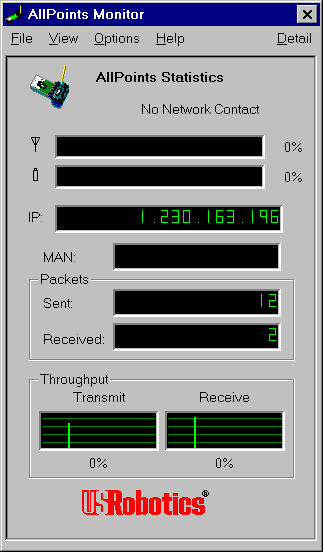 AllPoints Monitor
File View Options Help Detail
AllPoints Statistics
No Network Contact
0%
0%
IP: 1.230.163.196
MAN:
Packets
Sent: 12
Received: 2
Throughput
Transmit Receive
0% 0%
USRobotics®